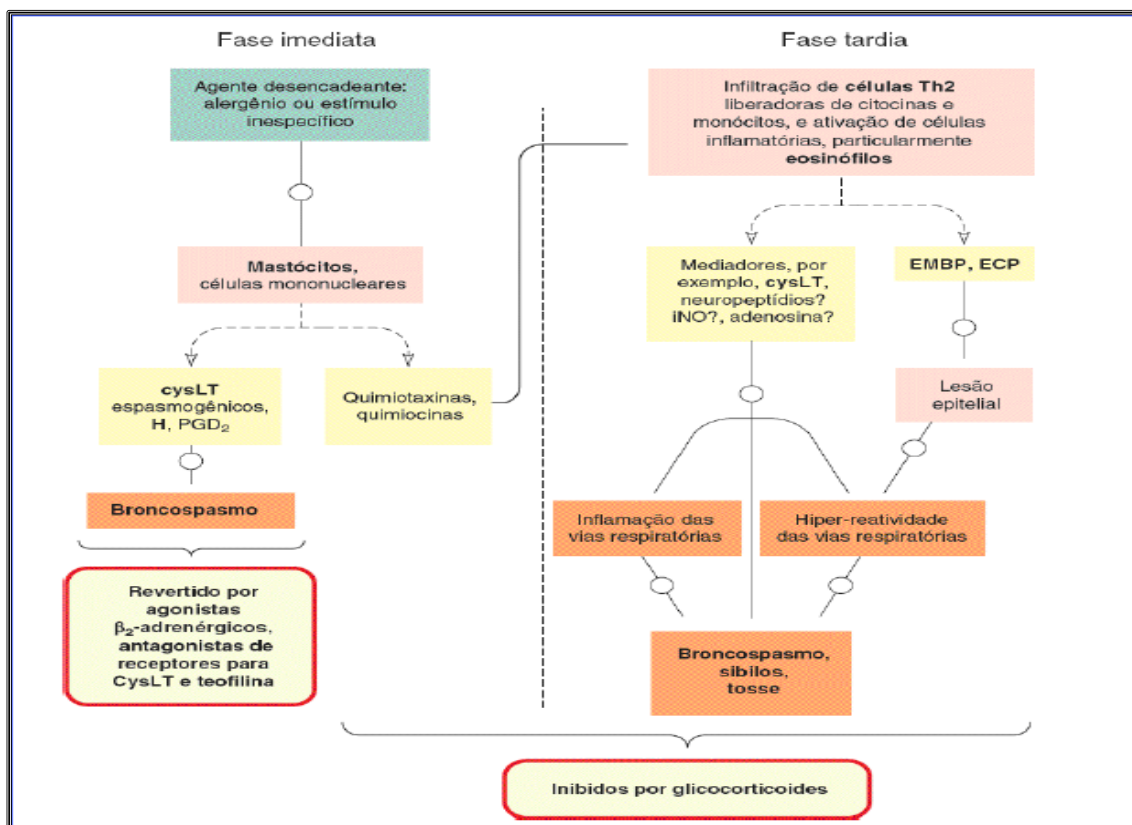 Fase imediata
Agente desencadeante:
alergênio ou estímulo
inespecífico
Mastócitos,
células mononucleares
cysLT
espasmogênicos,
H, PGD₂
Quimiotaxinas,
quimiocinas
Broncospasmo
Revertido por
agonistas
β₂-adrenérgicos,
antagonistas de
receptores para
CysLT e teofilina
Fase tardia
Infiltração de células Th2
liberadoras de citocinas e
monócitos, e ativação de células
inflamatórias, particularmente
eosinófilos
Mediadores, por
exemplo, cysLT,
neuropeptídios?
iNO?, adenosina?
EMBP, ECP
Lesão
epitelial
Inflamação das
vias respiratórias
Hiper-reatividade
das vias respiratórias
Broncospasmo,
sibilos,
tosse
Inibidos por glicocorticoides